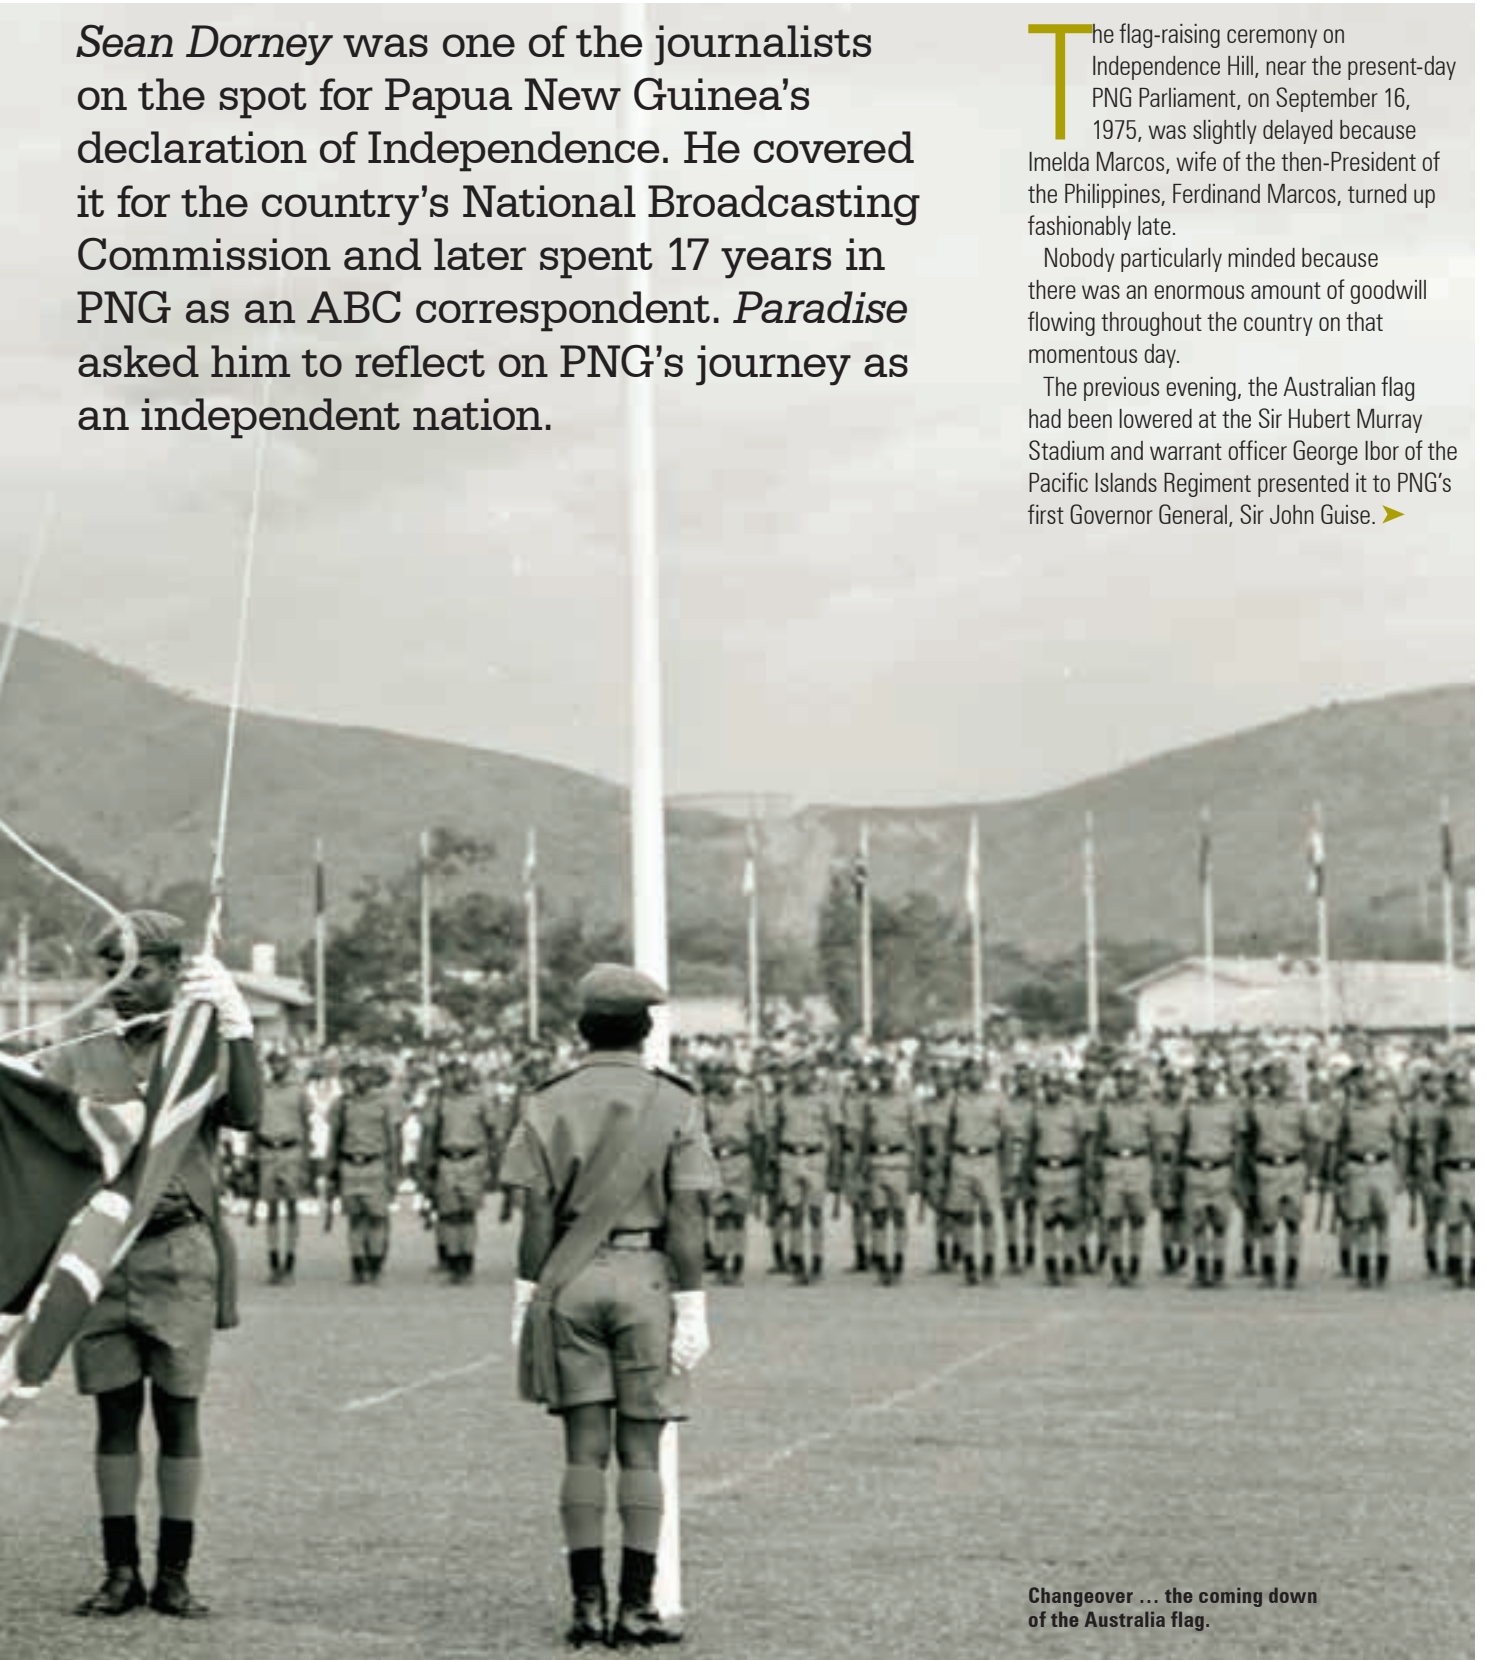 Sean Dorney was one of the journalists
on the spot for Papua New Guinea’s
declaration of Independence. He covered
it for the country’s National Broadcasting
Commission and later spent 17 years in
PNG as an ABC correspondent. Paradise
asked him to reflect on PNG’s journey as
an independent nation.
The flag-raising ceremony on
Independence Hill, near the present-day
PNG Parliament, on September 16,
1975, was slightly delayed because
Imelda Marcos, wife of the then-President of
the Philippines, Ferdinand Marcos, turned up
fashionably late.
Nobody particularly minded because
there was an enormous amount of goodwill
flowing throughout the country on that
momentous day.
The previous evening, the Australian flag
had been lowered at the Sir Hubert Murray
Stadium and warrant officer George Ibor of the
Pacific Islands Regiment presented it to PNG’s
first Governor General, Sir John Guise. ➤
Changeover … the coming down
of the Australia flag.